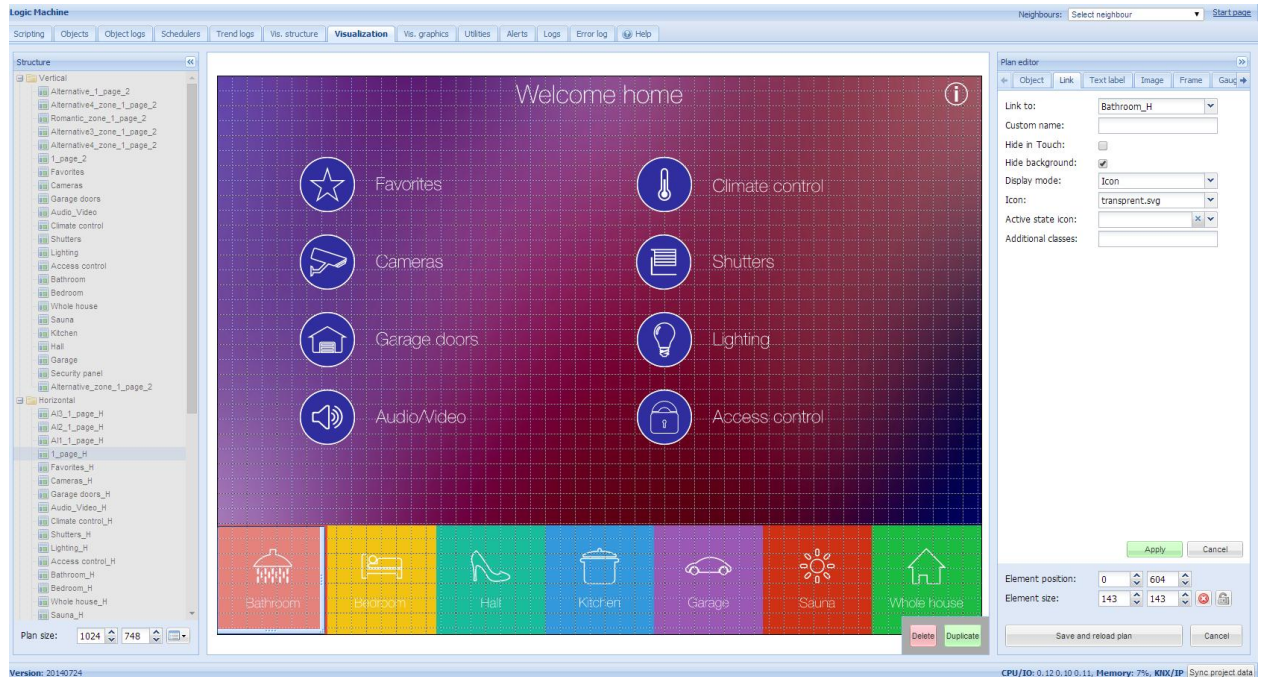 Logic Machine
Neighbours: Select neighbour Start page
Scripting Objects Object logs Schedulers Trend logs Vis. structure Visualization Vis. graphics Utilities Alerts Logs Error log Help
Structure
Vertical
Alternative_1_page_2
Alternative4_zone_1_page_2
Romantic_zone_1_page_2
Alternative3_zone_1_page_2
Alternative4_zone_1_page_2
1_page_2
Favorites
Cameras
Garage doors
Audio_Video
Climate control
Shutters
Lighting
Access control
Bathroom
Bedroom
Whole house
Sauna
Kitchen
Hall
Garage
Security panel
Alternative_zone_1_page_2
Horizontal
Al3_1_page_H
Al2_1_page_H
Al1_1_page_H
1_page_H
Favorites_H
Cameras_H
Garage doors_H
Audio_Video_H
Climate control_H
Shutters_H
Lighting_H
Access control_H
Bathroom_H
Bedroom_H
Whole house_H
Sauna_H
Plan size: 1024 748
Welcome home
Favorites Climate control
Cameras Shutters
Garage doors Lighting
Audio/Video Access control
Bathroom Bedroom Hall Kitchen Garage Sauna Whole house
Delete Duplicate
Plan editor
Object Link Text label Image Frame Gaug
Link to: Bathroom_H
Custom name:
Hide in Touch:
Hide background:
Display mode: Icon
Icon: transprent.svg
Active state icon:
Additional classes:
Apply Cancel
Element position: 0 604
Element size: 143 143
Save and reload plan Cancel
Version: 20140724
CPU/IO: 0.12 0.10 0.11, Memory: 7%, KNX/IP Sync project data